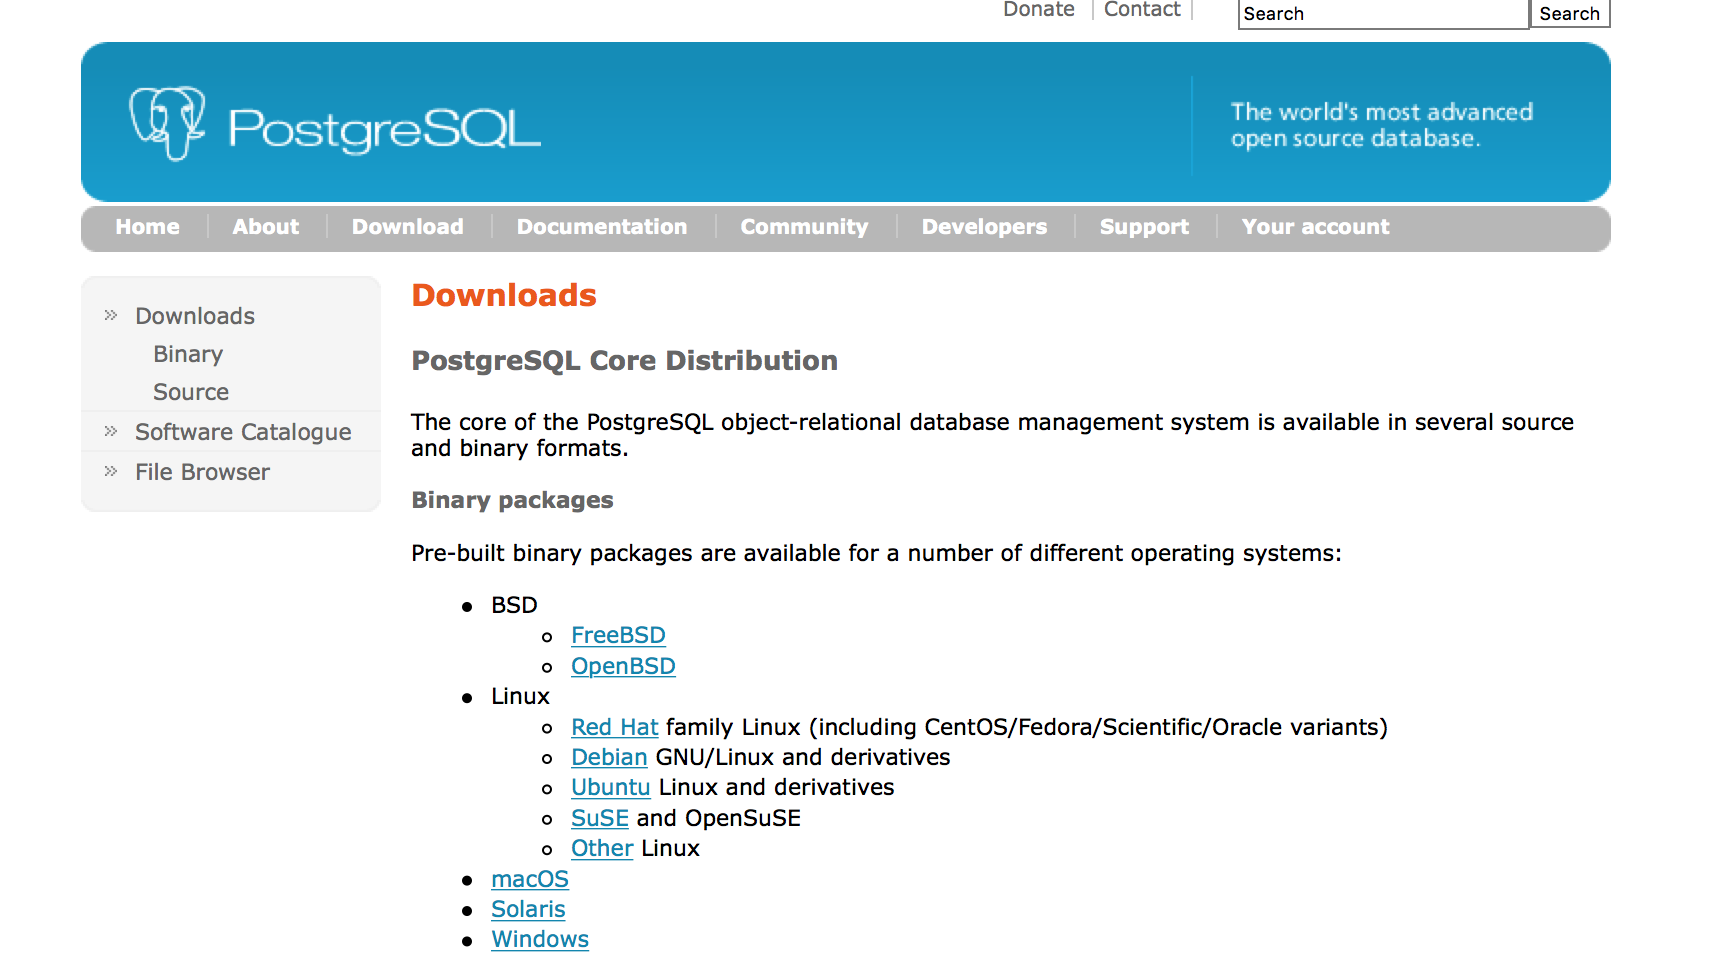 Donate
Contact
Search
Search
PostgreSQL
The world's most advanced
open source database.
Home
About
Download
Documentation
Community
Developers
Support
Your account
Downloads
Binary
Source
Software Catalogue
File Browser
Downloads
PostgreSQL Core Distribution
The core of the PostgreSQL object-relational database management system is available in several source
and binary formats.
Binary packages
Pre-built binary packages are available for a number of different operating systems:
BSD
FreeBSD
OpenBSD
Linux
Red Hat family Linux (including CentOS/Fedora/Scientific/Oracle variants)
Debian GNU/Linux and derivatives
Ubuntu Linux and derivatives
SuSE and OpenSuSE
Other Linux
macOS
Solaris
Windows